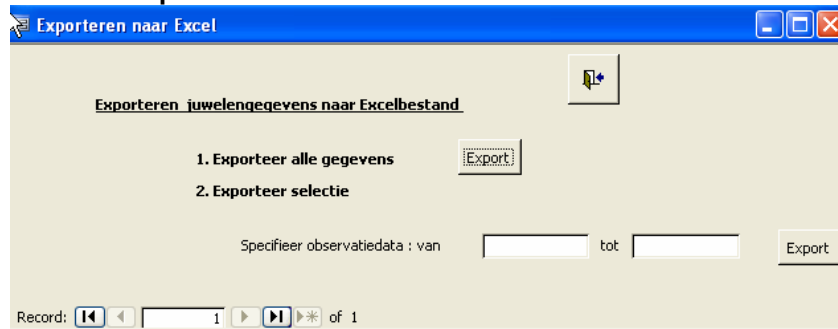 Exporteren naar Excel
Exporteren juwelengegevens naar Excelbestand
1. Exporteer alle gegevens Export
2. Exporteer selectie
Specifieer observatiedata : van tot Export
Record: 1 of 1